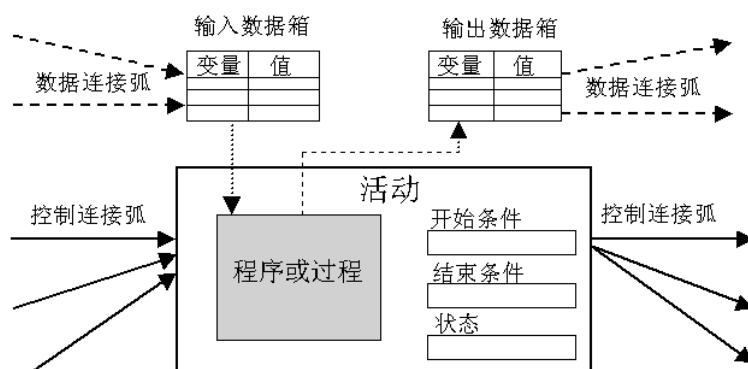 输入数据箱
输出数据箱
变量 值
变量 值
数据连接弧
数据连接弧
活动
控制连接弧
开始条件
控制连接弧
程序或过程
结束条件
状态